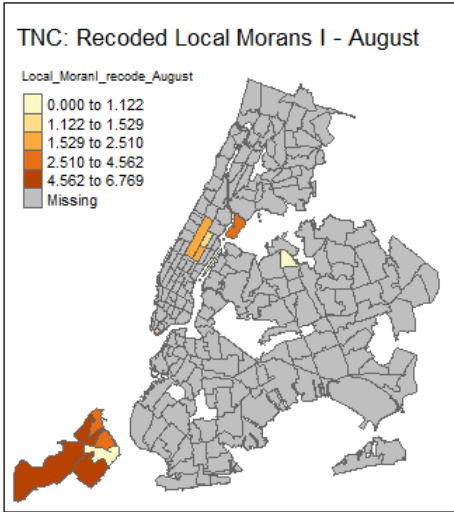 TNC: Recoded Local Morans I - August
Local_MoranI_recode_August
0.000 to 1.122
1.122 to 1.529
1.529 to 2.510
2.510 to 4.562
4.562 to 6.769
Missing